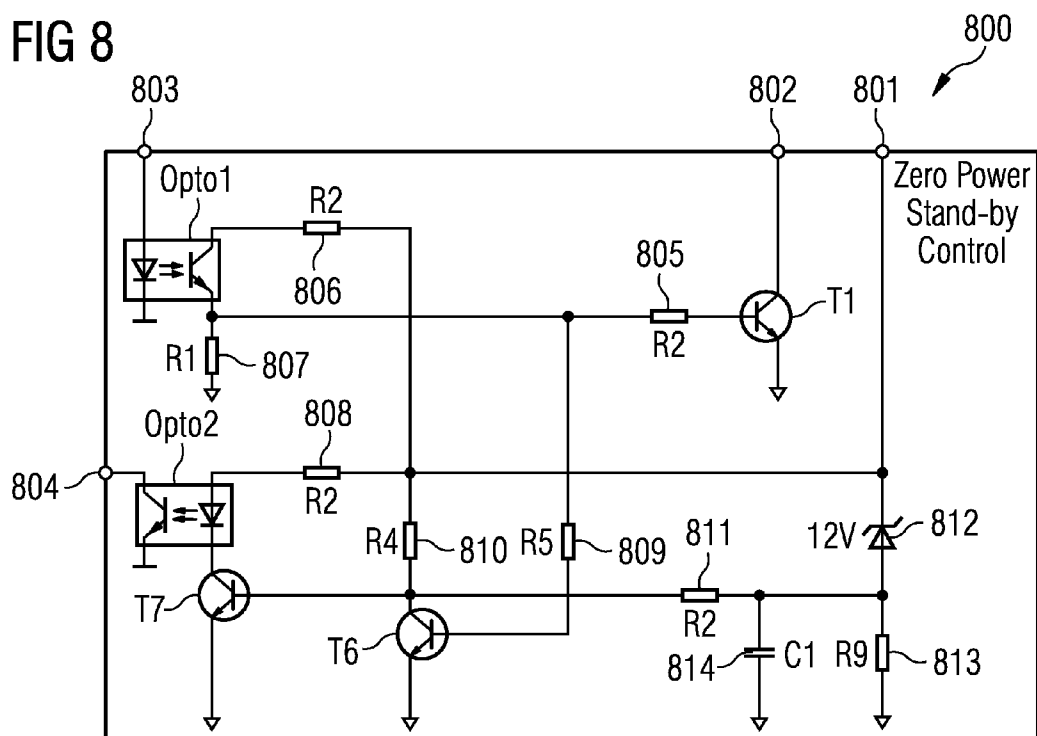 FIG 8
800
803
802
801
Opto1
R2
806
Zero Power
Stand-by
Control
805
R2
T1
R1
807
Opto2
808
R2
804
R4
810
R5
809
811
R2
12V
812
T7
T6
814
C1
R9
813